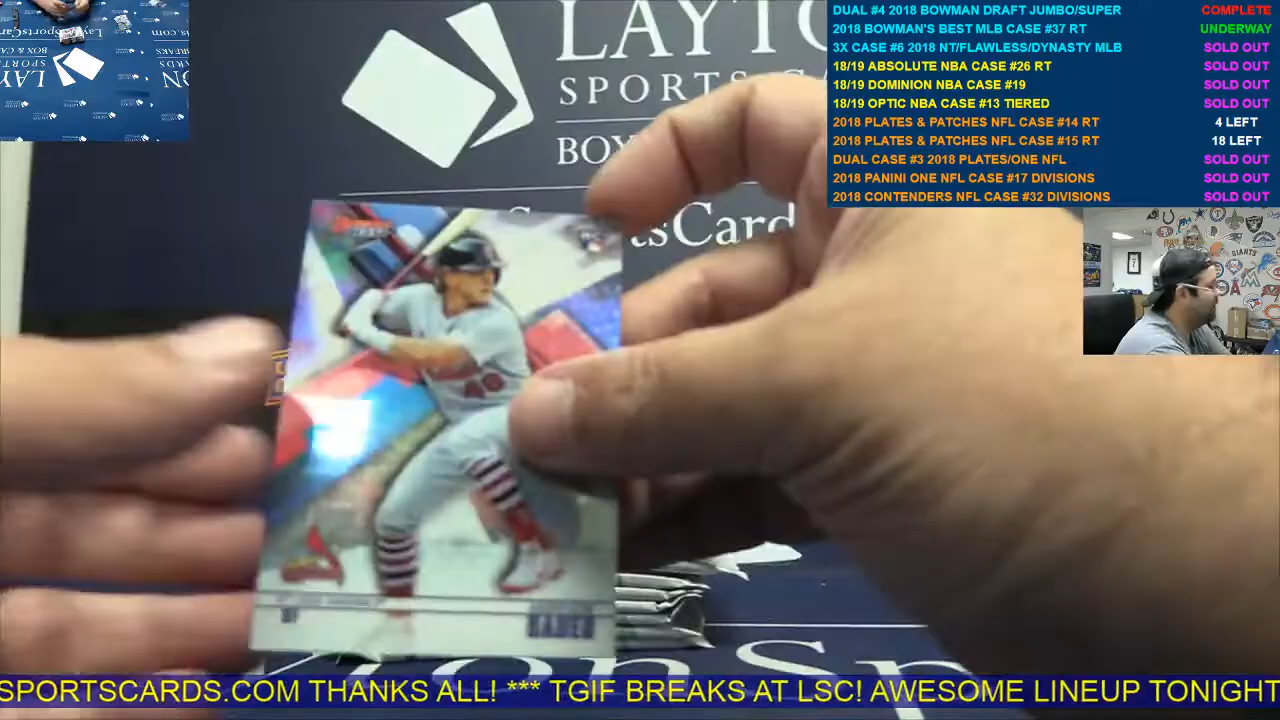 DUAL #4 2018 BOWMAN DRAFT JUMBO/SUPER COMPLETE
2018 BOWMAN'S BEST MLB CASE #37 RT UNDERWAY
3X CASE #6 2018 NT/FLAWLESS/DYNASTY MLB SOLD OUT
18/19 ABSOLUTE NBA CASE #26 RT SOLD OUT
18/19 DOMINION NBA CASE #19 SOLD OUT
18/19 OPTIC NBA CASE #13 TIERED SOLD OUT
2018 PLATES & PATCHES NFL CASE #14 RT 4 LEFT
2018 PLATES & PATCHES NFL CASE #15 RT 18 LEFT
DUAL CASE #3 2018 PLATES/ONE NFL SOLD OUT
2018 PANINI ONE NFL CASE #17 DIVISIONS SOLD OUT
2018 CONTENDERS NFL CASE #32 DIVISIONS SOLD OUT
LAYTO
SPORTS CA
BOX
tsCard
BADER
OF
onSp
SPORTSCARDS.COM THANKS ALL! *** TGIF BREAKS AT LSC! AWESOME LINEUP TONIGHT